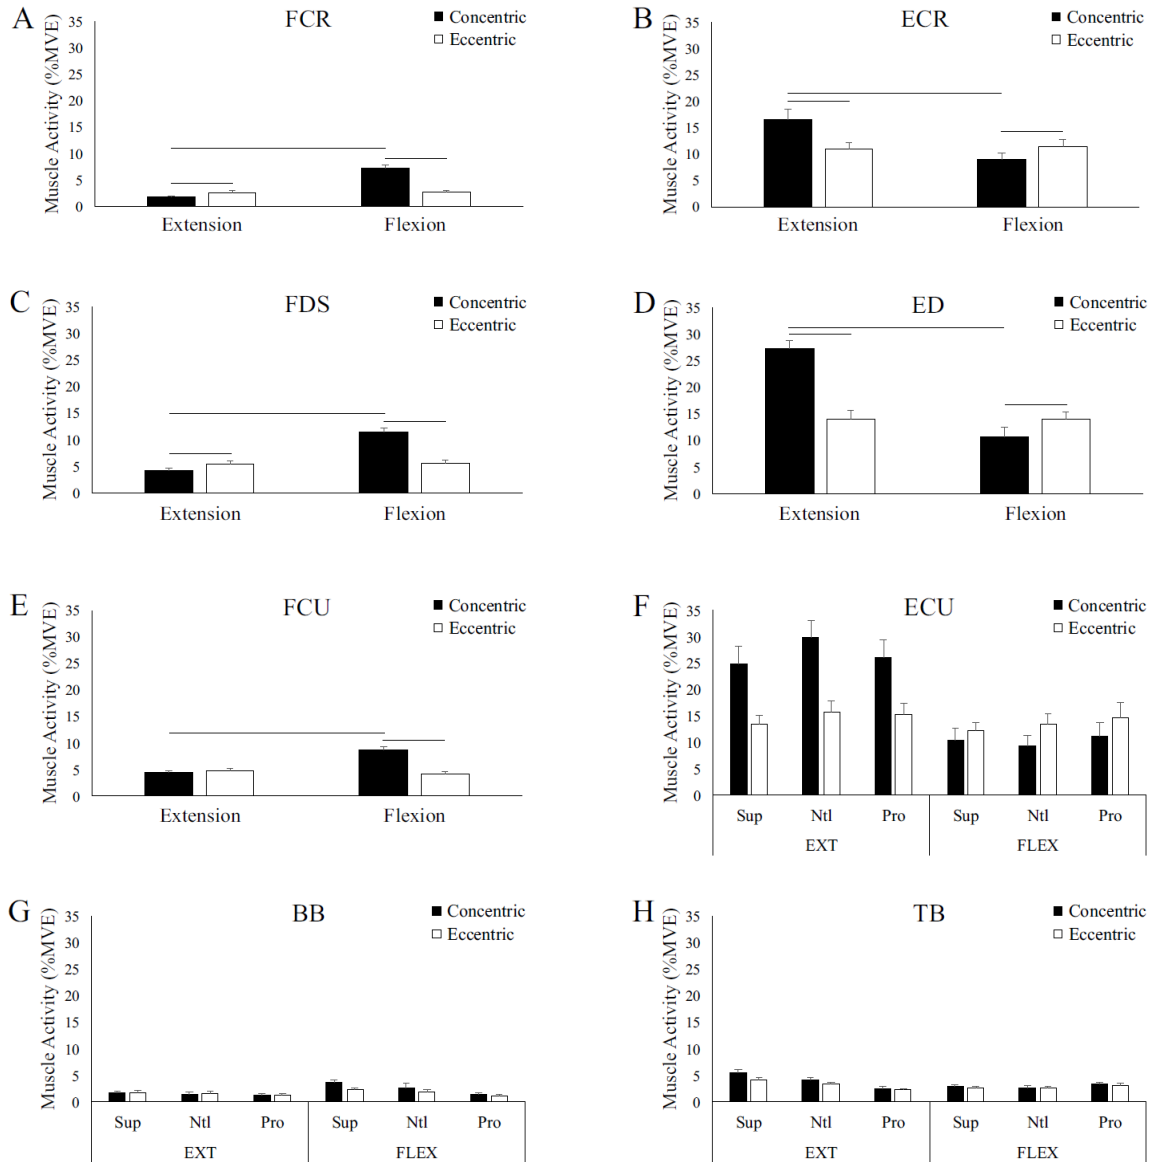 A
FCR
Concentric
Eccentric
Muscle Activity (%MVE)
35
30
25
20
15
10
5
0
Extension
Flexion
B
ECR
Concentric
Eccentric
Muscle Activity (%MVE)
35
30
25
20
15
10
5
0
Extension
Flexion
C
FDS
Concentric
Eccentric
Muscle Activity (%MVE)
35
30
25
20
15
10
5
0
Extension
Flexion
D
ED
Concentric
Eccentric
Muscle Activity (%MVE)
35
30
25
20
15
10
5
0
Extension
Flexion
E
FCU
Concentric
Eccentric
Muscle Activity (%MVE)
35
30
25
20
15
10
5
0
Extension
Flexion
F
ECU
Concentric
Eccentric
Muscle Activity (%MVE)
35
30
25
20
15
10
5
0
Sup Ntl Pro Sup Ntl Pro
EXT FLEX
G
BB
Concentric
Eccentric
Muscle Activity (%MVE)
35
30
25
20
15
10
5
0
Sup Ntl Pro Sup Ntl Pro
EXT FLEX
H
TB
Concentric
Eccentric
Muscle Activity (%MVE)
35
30
25
20
15
10
5
0
Sup Ntl Pro Sup Ntl Pro
EXT FLEX